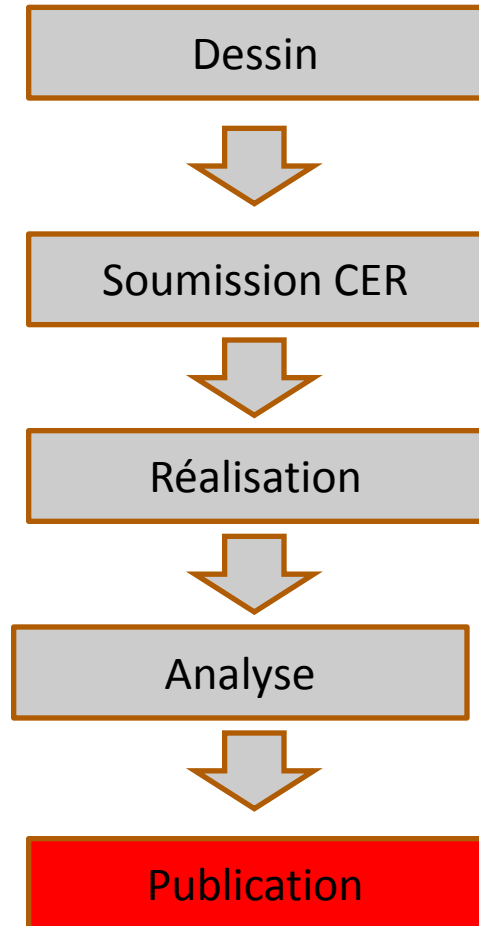 Dessin
Soumission CER
Réalisation
Analyse
Publication